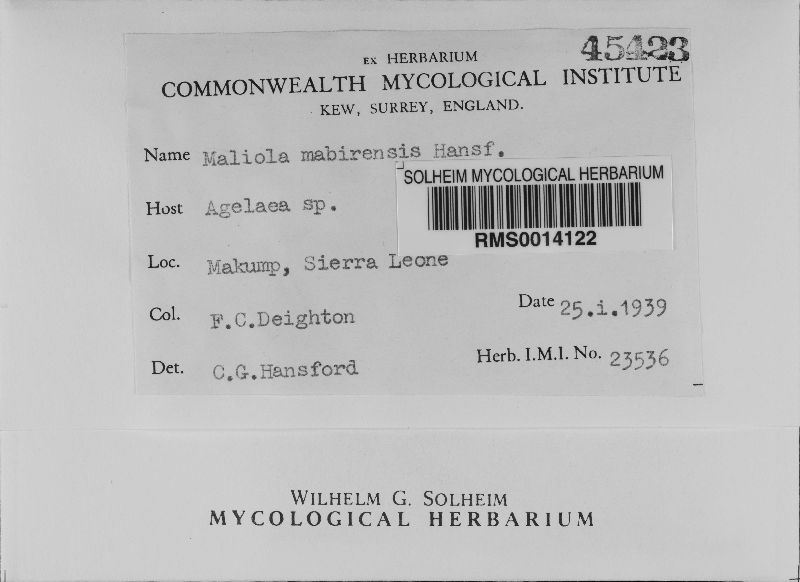 45423
EX HERBARIUM
COMMONWEALTH MYCOLOGICAL INSTITUTE
KEW, SURREY, ENGLAND.
Name Maliola mabirensis Hansf.
SOLHEIM MYCOLOGICAL HERBARIUM
RMS0014122
Host Agelaea sp.
Loc. Makump, Sierra Leone
Col. F.C.Deighton
Date 25.i.1939
Det. C.G.Hansford
Herb. I.M.I. No. 23536
WILHELM G. SOLHEIM
MYCOLOGICAL HERBARIUM